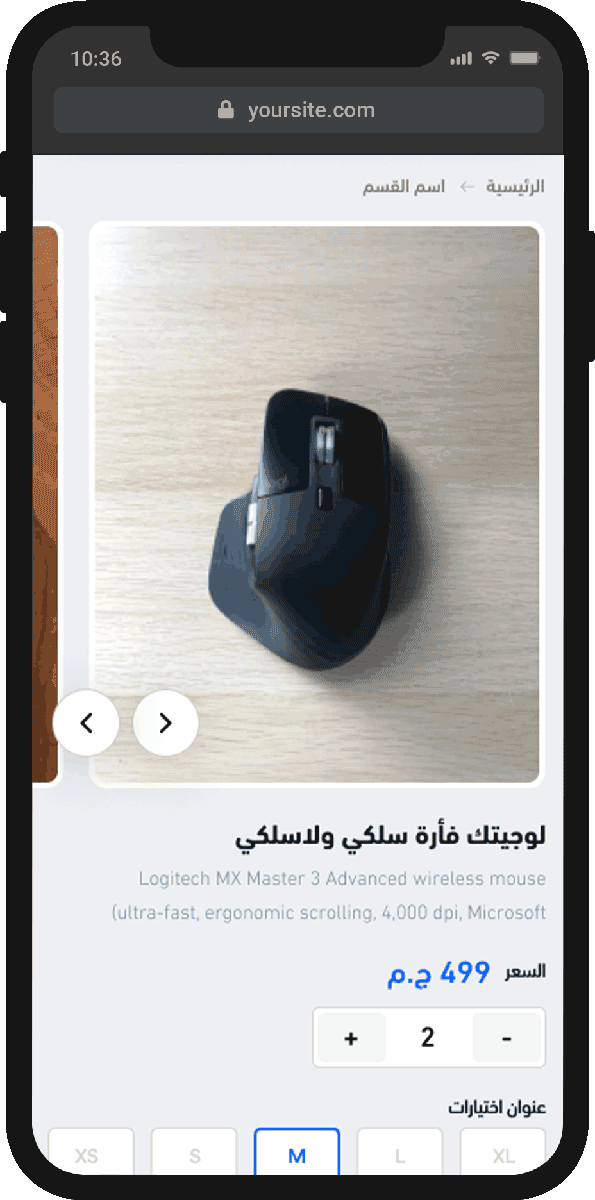 10:36
yoursite.com
الرئيسية ← اسم القسم
لوجيتك فأرة سلكي ولاسلكي
Logitech MX Master 3 Advanced wireless mouse
(ultra-fast, ergonomic scrolling, 4,000 dpi, Microsoft
السعر 499 ج.م
- 2 +
عنوان اختيارات
XL L M S XS